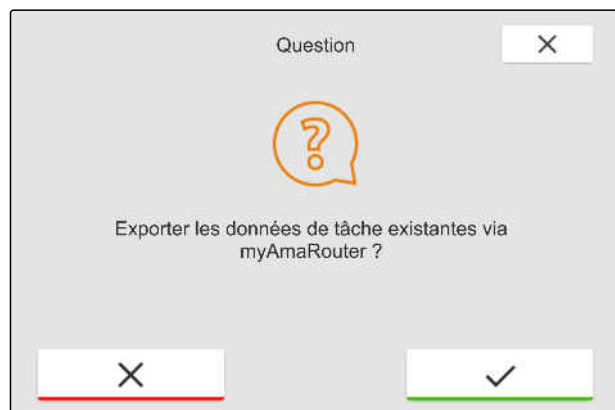 Question
Exporter les données de tâche existantes via
myAmaRouter ?